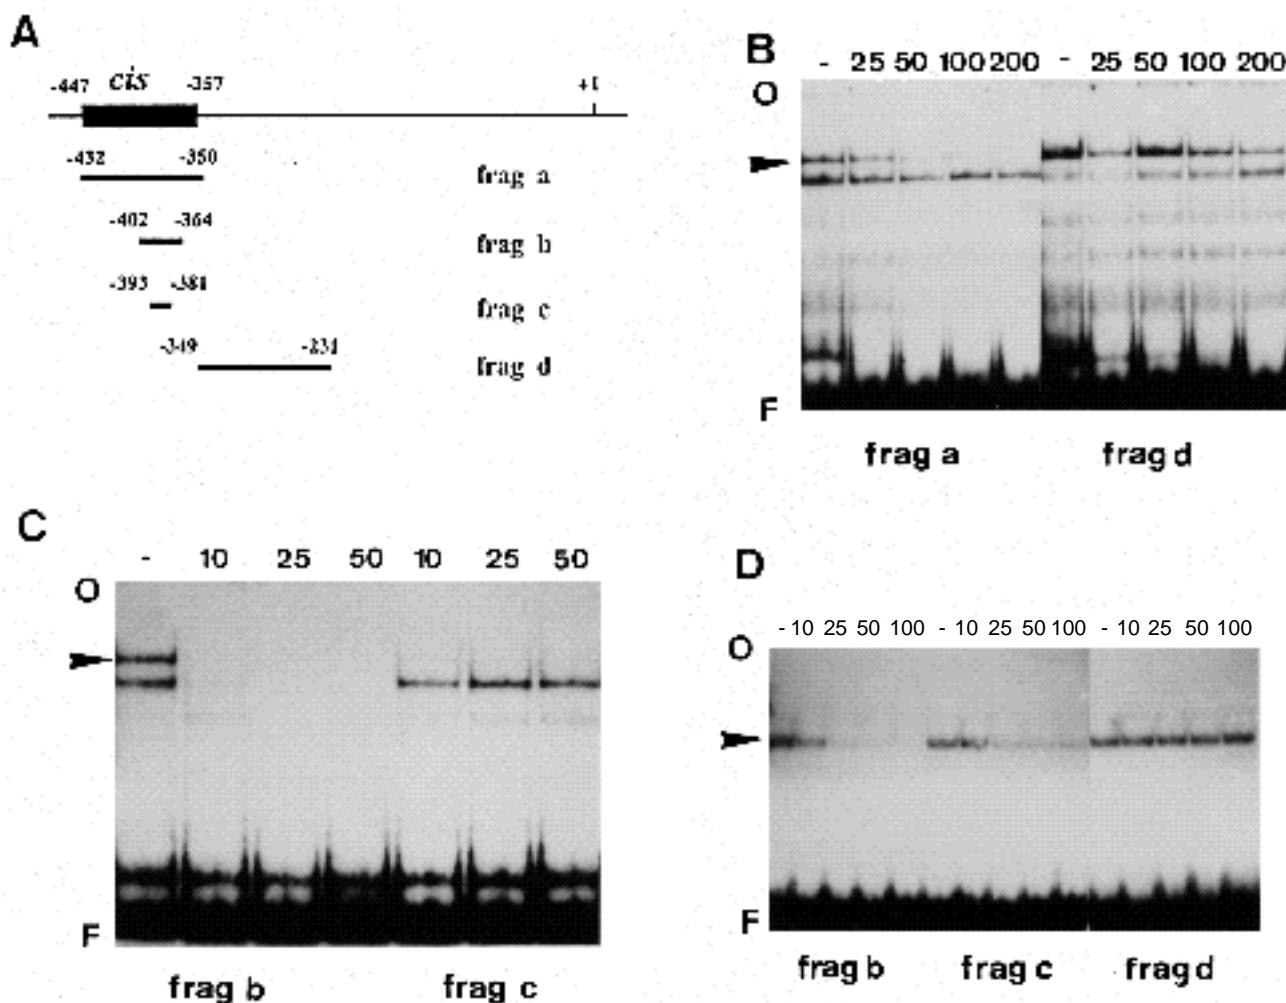 A
-447 cis -357 +1
-432 -350
frag a
-402 -364
frag b
-393 -381
frag c
-349 -231
frag d
B
- 25 50 100 200 - 25 50 100 200
O
F
frag a frag d
C
- 10 25 50 10 25 50
O
F
frag b frag c
D
- 10 25 50 100 - 10 25 50 100 - 10 25 50 100
O
F
frag b frag c frag d